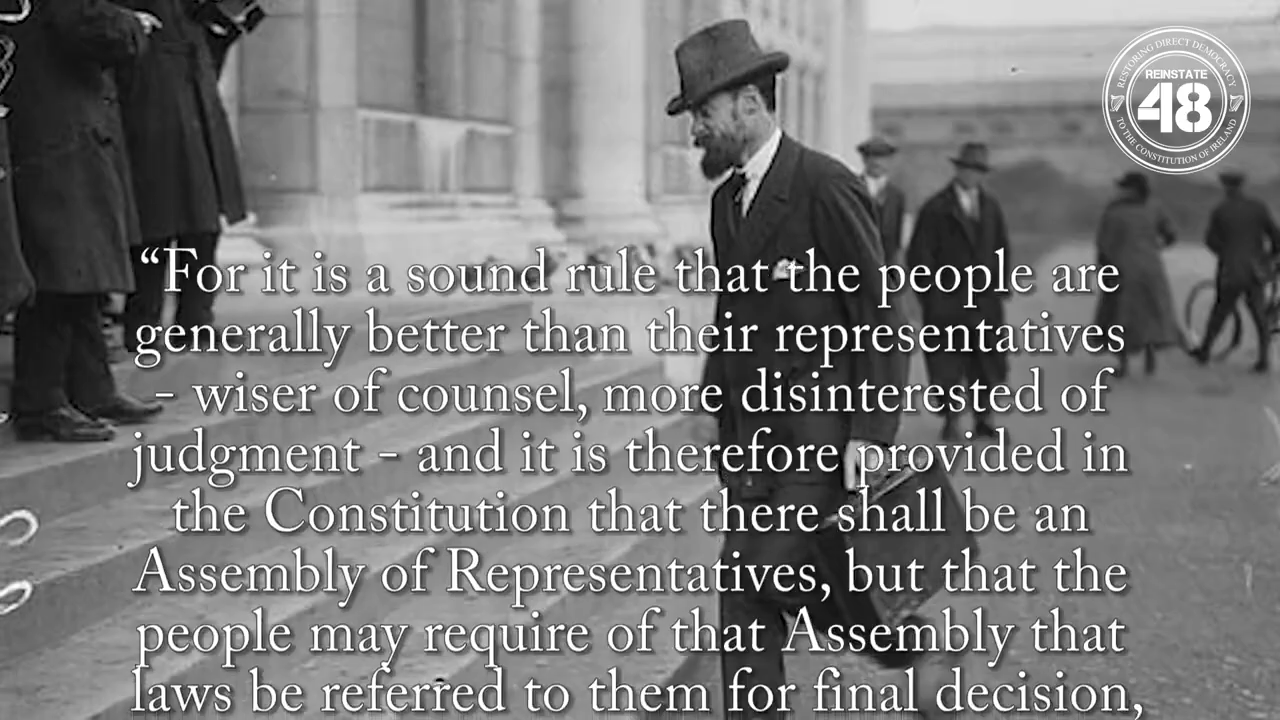 RESTORING DIRECT DEMOCRACY
REINSTATE
48
TO THE CONSTITUTION OF IRELAND
“For it is a sound rule that the people are
generally better than their representatives
- wiser of counsel, more disinterested of
judgment - and it is therefore provided in
the Constitution that there shall be an
Assembly of Representatives, but that the
people may require of that Assembly that
laws be referred to them for final decision,